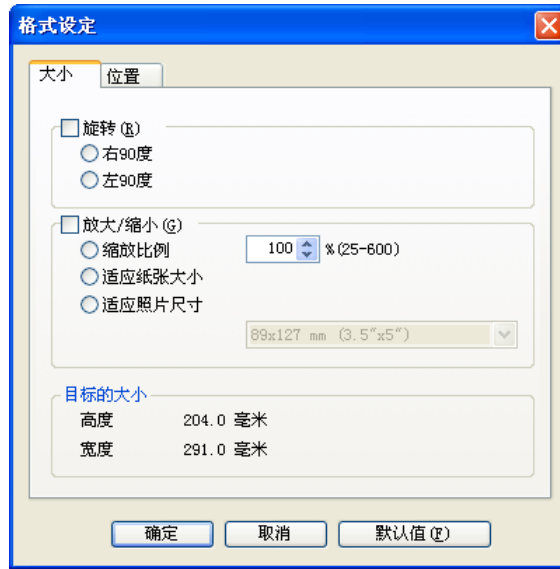 格式设定
大小 位置
旋转(R)
右90度
左90度
放大/缩小(G)
缩放比例 100 %(25-600)
适应纸张大小
适应照片尺寸
89x127 mm (3.5"x5")
目标的大小
高度 204.0 毫米
宽度 291.0 毫米
确定 取消 默认值(F)